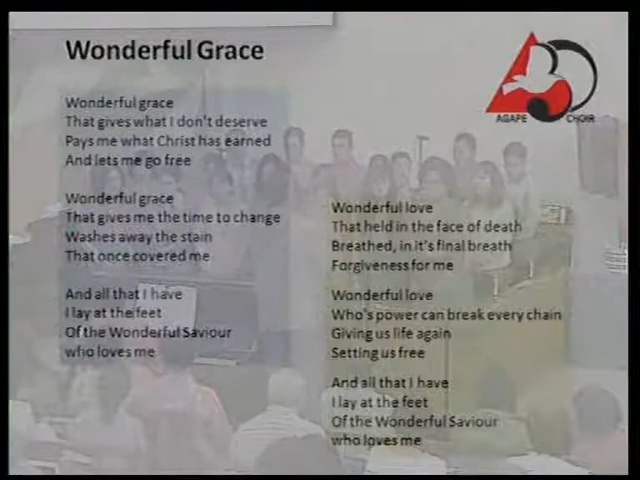 Wonderful Grace
Wonderful grace
That gives what I don't deserve
Pays me what Christ has earned
And lets me go free
Wonderful grace
That gives me the time to change
Washes away the stain
That once covered me
And all that I have
I lay at the feet
Of the Wonderful Saviour
who loves me
AGAPE CHOIR
Wonderful love
That held in the face of death
Breathed, in it's final breath
Forgiveness for me
Wonderful love
Who's power can break every chain
Giving us life again
Setting us free
And all that I have
I lay at the feet
Of the Wonderful Saviour
who loves me